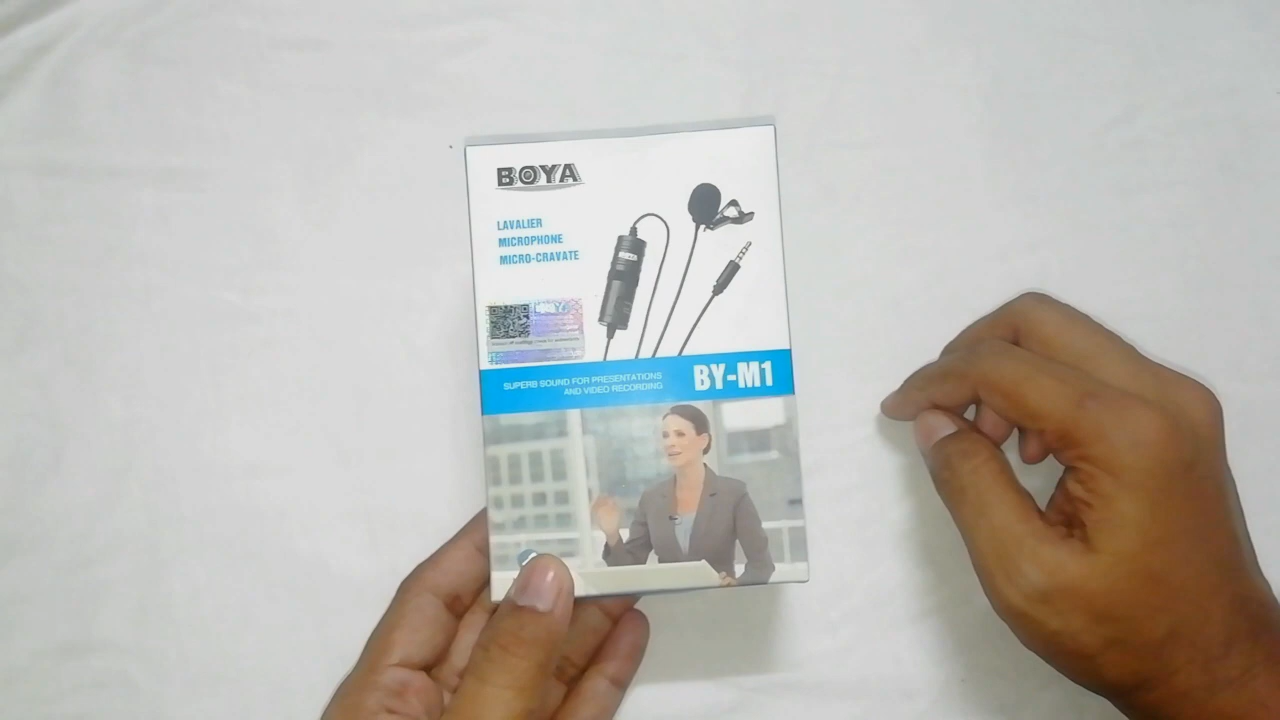 BOYA
LAVALIER
MICROPHONE
MICRO-CRAVATE
SUPERB SOUND FOR PRESENTATIONS
AND VIDEO RECORDING
BY-M1